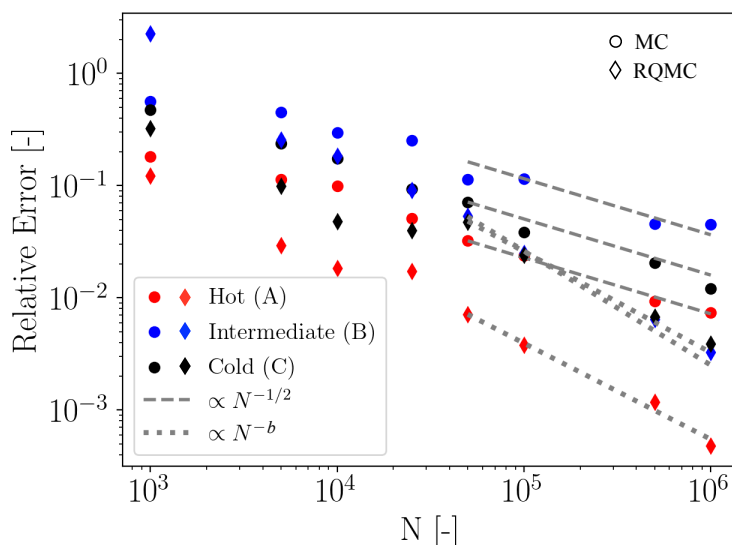 MC
RQMC
Relative Error [-]
10^0
10^{-1}
10^{-2}
10^{-3}
Hot (A)
Intermediate (B)
Cold (C)
∝ N^{-1/2}
∝ N^{-b}
10^3
10^4
10^5
10^6
N [-]